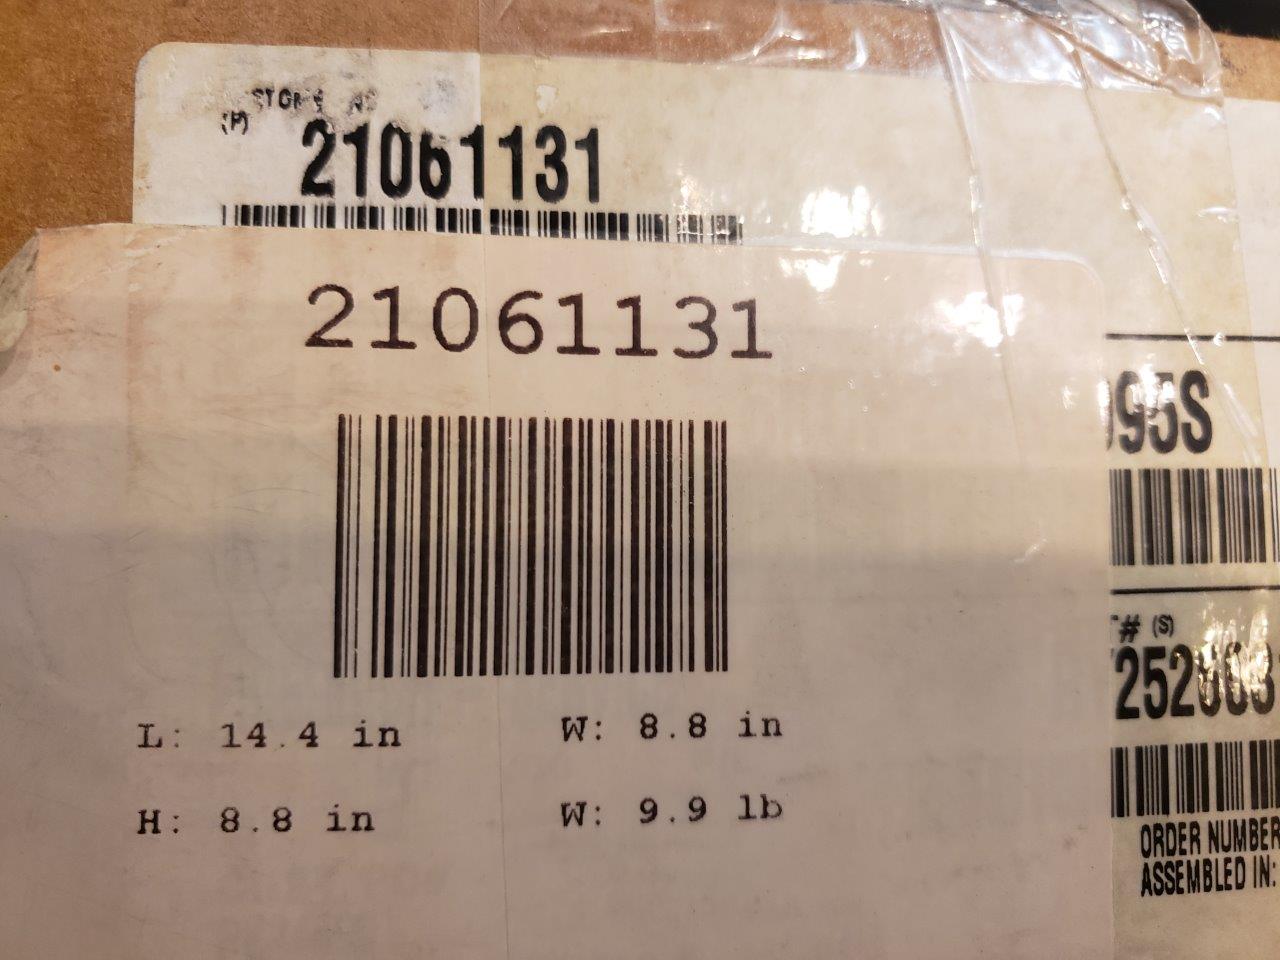 (P)
21061131
21061131
95S
T# (S)
L: 14.4 in W: 8.8 in
H: 8.8 in W: 9.9 lb
ORDER NUMBER
ASSEMBLED IN: